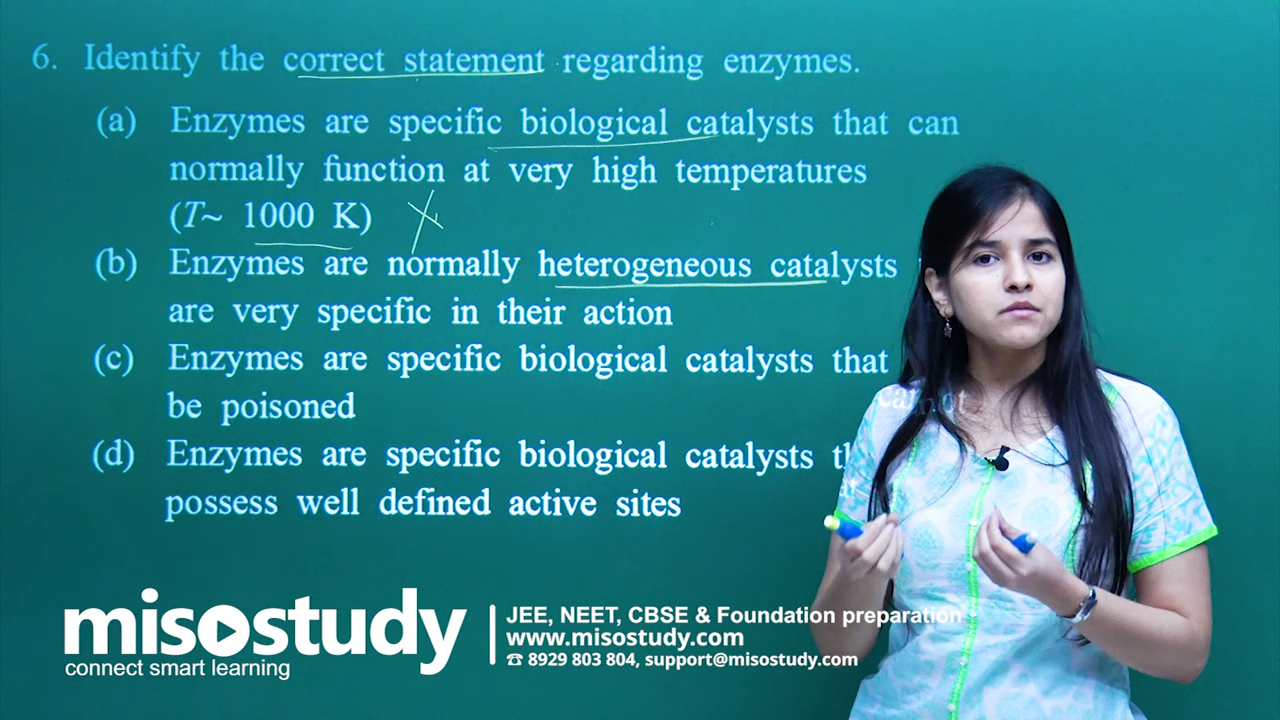 6. Identify the correct statement regarding enzymes.
(a) Enzymes are specific biological catalysts that can
normally function at very high temperatures
(T~ 1000 K)
(b) Enzymes are normally heterogeneous catalysts
are very specific in their action
(c) Enzymes are specific biological catalysts that
cannot
be poisoned
(d) Enzymes are specific biological catalysts
possess well defined active sites
misostudy
connect smart learning
JEE, NEET, CBSE & Foundation preparation
www.misostudy.com
☎ 8929 803 804, support@misostudy.com